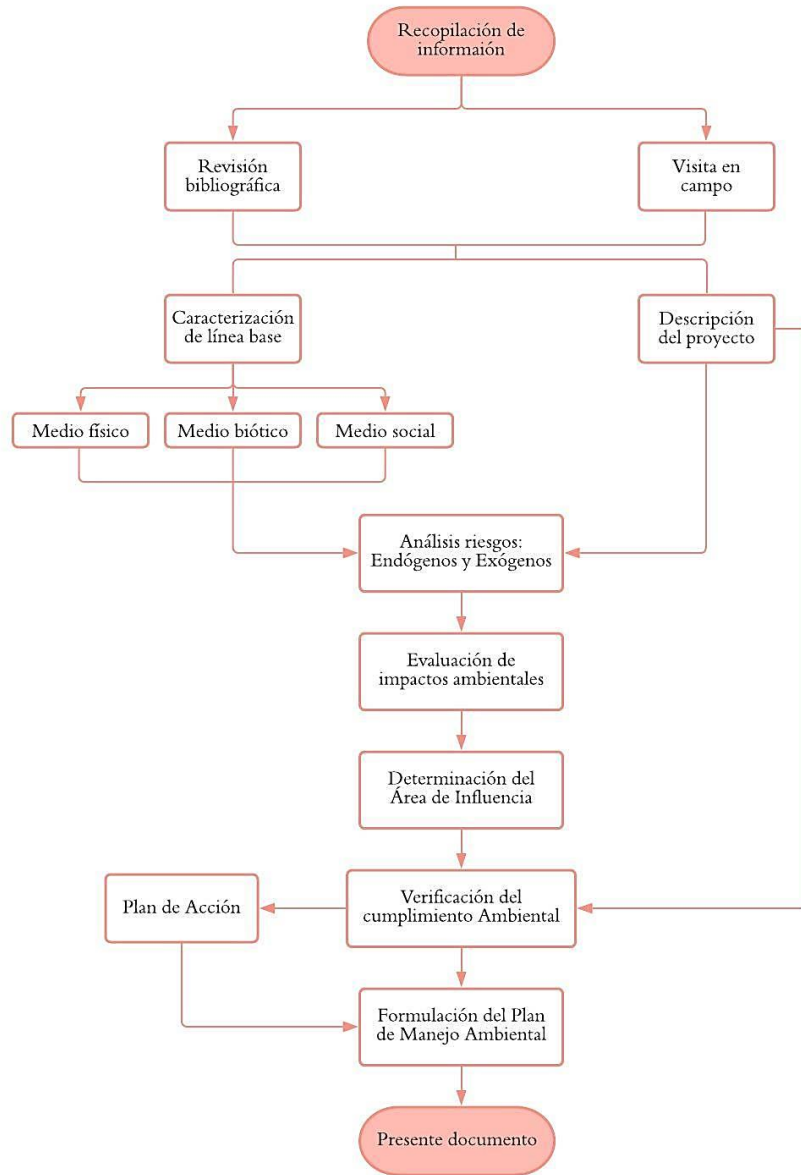 Recopilación de
informaión
Revisión
bibliográfica
Visita en
campo
Caracterización
de línea base
Descripción
del proyecto
Medio físico
Medio biótico
Medio social
Análisis riesgos:
Endógenos y Exógenos
Evaluación de
impactos ambientales
Determinación del
Área de Influencia
Plan de Acción
Verificación del
cumplimiento Ambiental
Formulación del Plan
de Manejo Ambiental
Presente documento